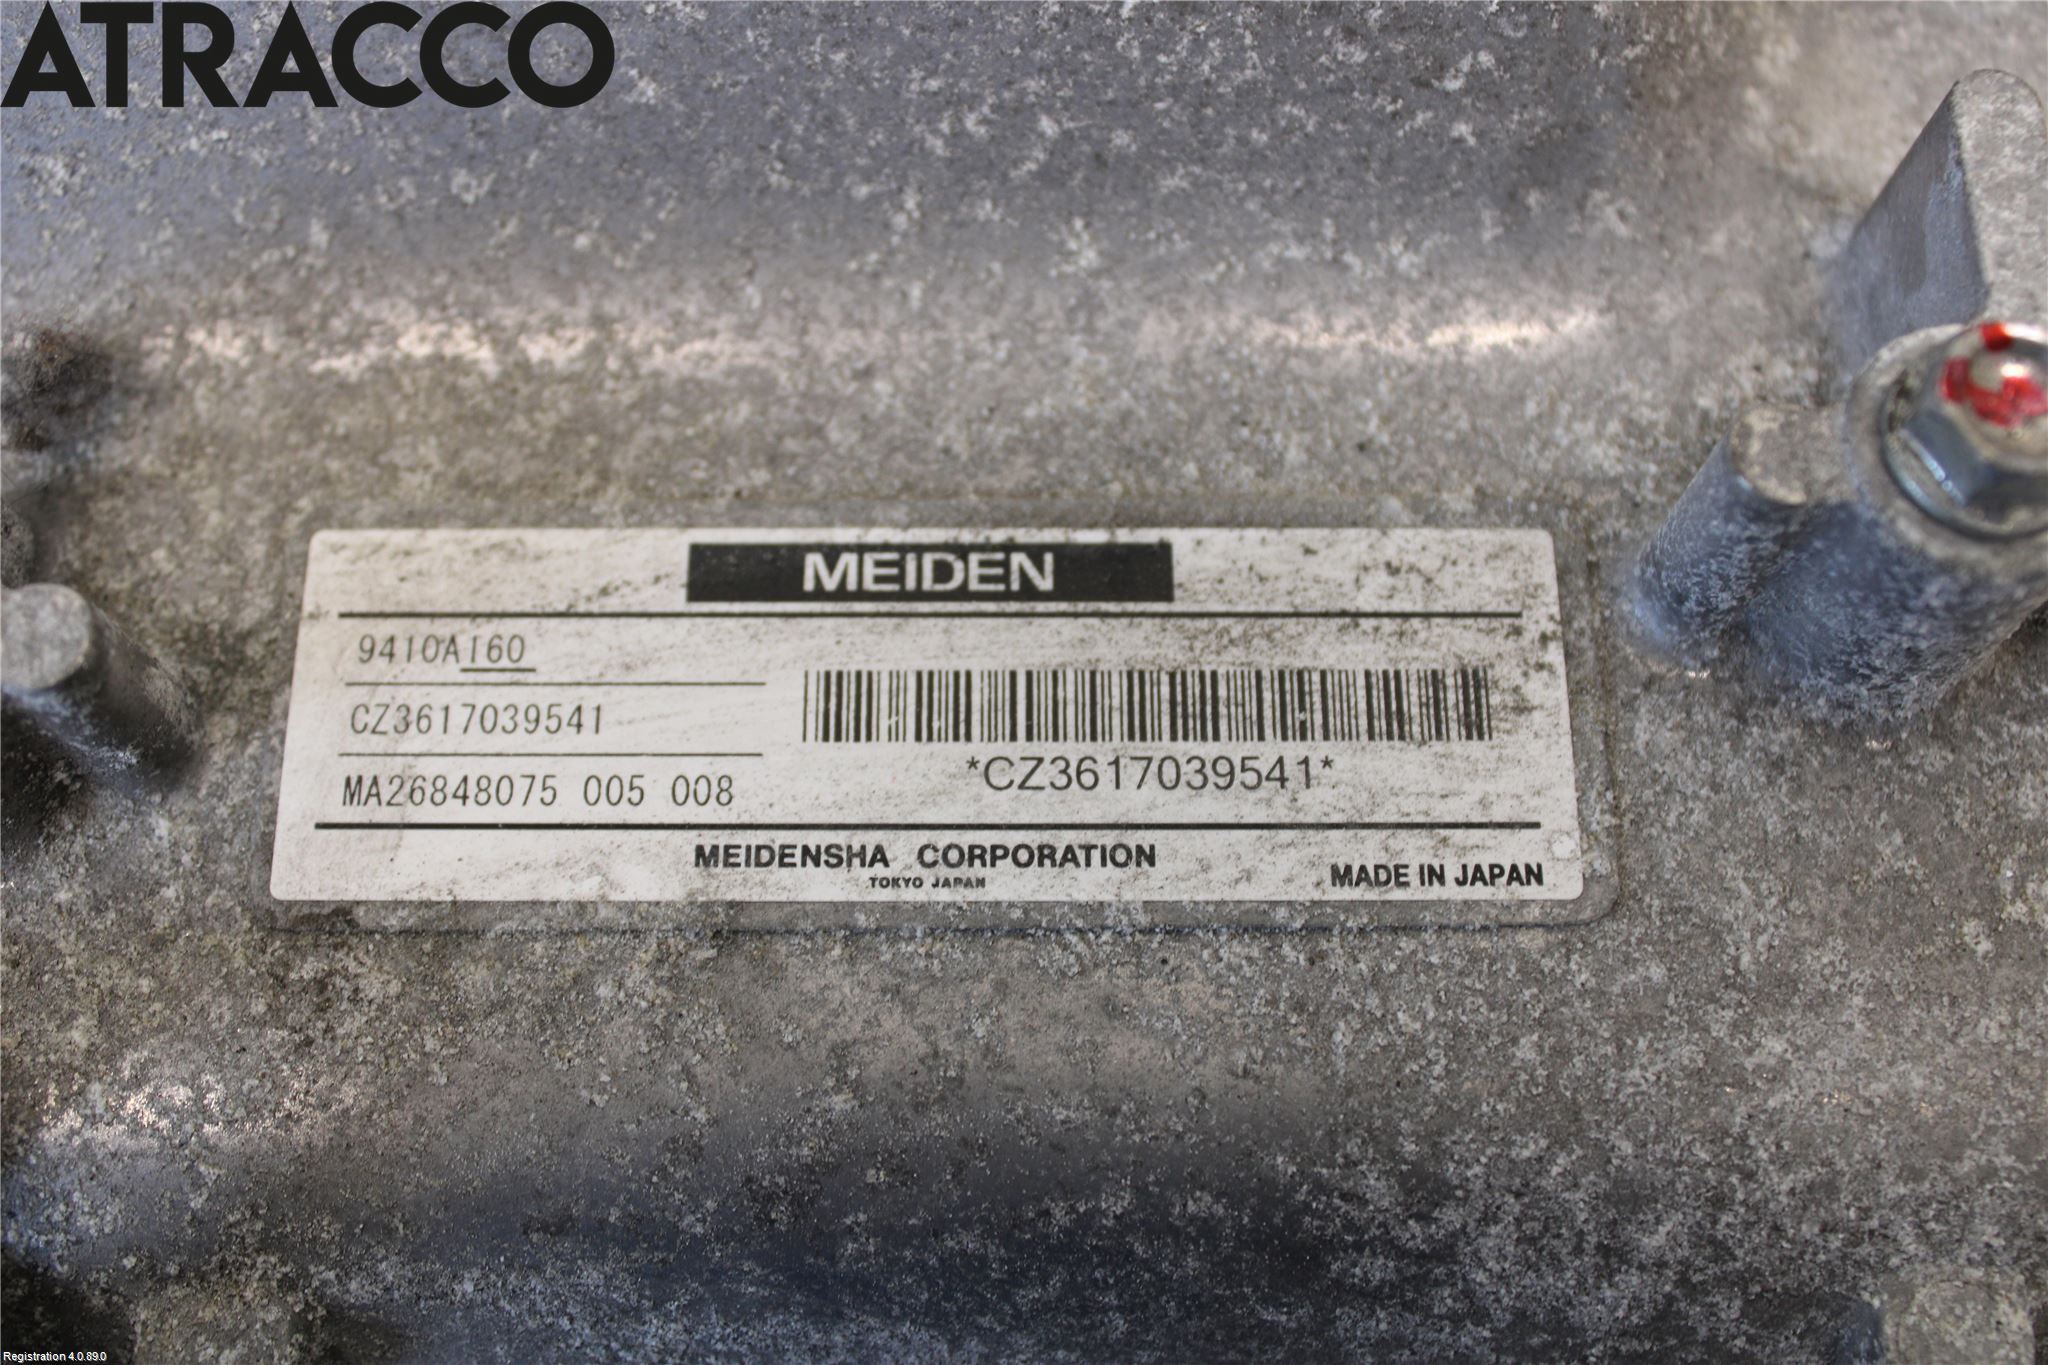 ATRACCO
MEIDEN
9410A160
CZ3617039541
MA26848075 005 008
*CZ3617039541*
MEIDENSHA CORPORATION
TOKYO JAPAN
MADE IN JAPAN
Registration 4.0.89.0